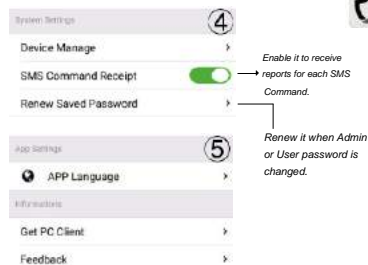 System Settings
④
Device Manage
SMS Command Receipt
Renew Saved Password
Enable it to receive
reports for each SMS
Command.
Renew it when Admin
or User password is
changed.
App Settings
⑤
APP Language
Informations
Get PC Client
Feedback